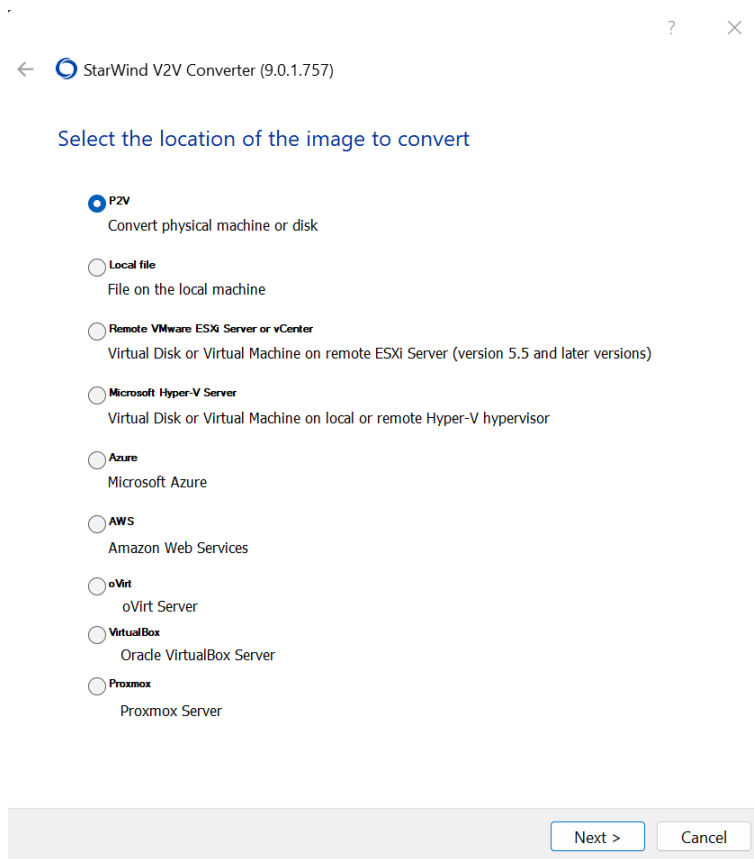 ?
StarWind V2V Converter (9.0.1.757)
Select the location of the image to convert
P2V
Convert physical machine or disk
Local file
File on the local machine
Remote VMware ESXi Server or vCenter
Virtual Disk or Virtual Machine on remote ESXi Server (version 5.5 and later versions)
Microsoft Hyper-V Server
Virtual Disk or Virtual Machine on local or remote Hyper-V hypervisor
Azure
Microsoft Azure
AWS
Amazon Web Services
oVirt
oVirt Server
VirtualBox
Oracle VirtualBox Server
Proxmox
Proxmox Server
Next > Cancel